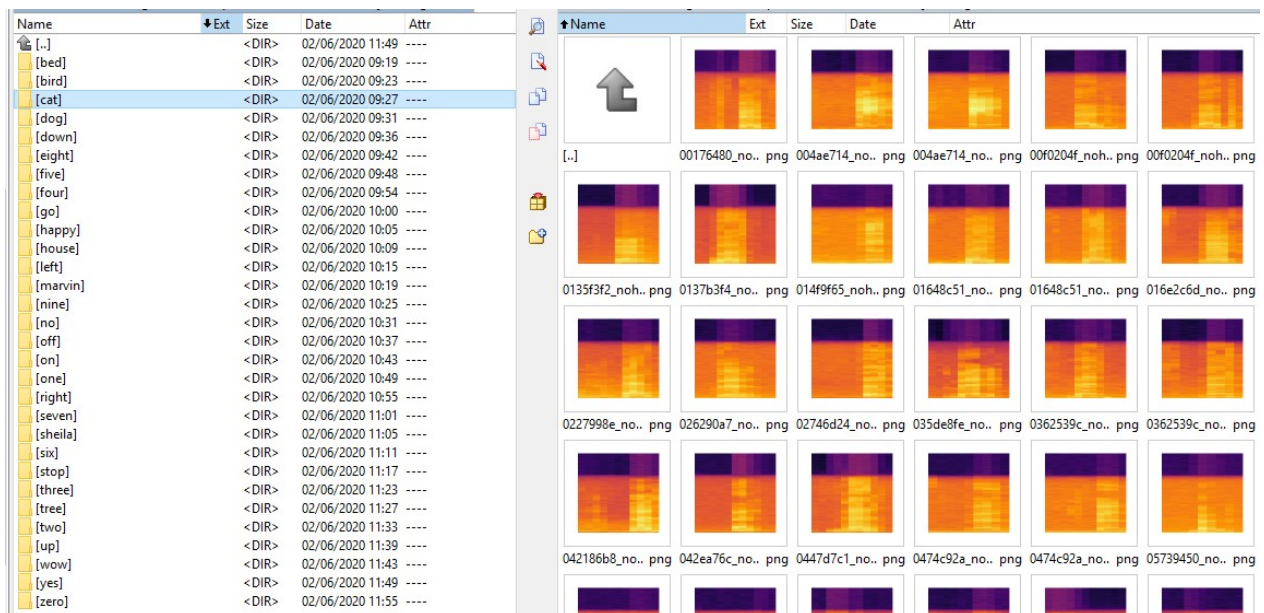 Name Ext Size Date Attr
[..] <DIR> 02/06/2020 11:49 ----
[bed] <DIR> 02/06/2020 09:19 ----
[bird] <DIR> 02/06/2020 09:23 ----
[cat] <DIR> 02/06/2020 09:27 ----
[dog] <DIR> 02/06/2020 09:31 ----
[down] <DIR> 02/06/2020 09:36 ----
[eight] <DIR> 02/06/2020 09:42 ----
[five] <DIR> 02/06/2020 09:48 ----
[four] <DIR> 02/06/2020 09:54 ----
[go] <DIR> 02/06/2020 10:00 ----
[happy] <DIR> 02/06/2020 10:05 ----
[house] <DIR> 02/06/2020 10:09 ----
[left] <DIR> 02/06/2020 10:15 ----
[marvin] <DIR> 02/06/2020 10:19 ----
[nine] <DIR> 02/06/2020 10:25 ----
[no] <DIR> 02/06/2020 10:31 ----
[off] <DIR> 02/06/2020 10:37 ----
[on] <DIR> 02/06/2020 10:43 ----
[one] <DIR> 02/06/2020 10:49 ----
[right] <DIR> 02/06/2020 10:55 ----
[seven] <DIR> 02/06/2020 11:01 ----
[sheila] <DIR> 02/06/2020 11:05 ----
[six] <DIR> 02/06/2020 11:11 ----
[stop] <DIR> 02/06/2020 11:17 ----
[three] <DIR> 02/06/2020 11:23 ----
[tree] <DIR> 02/06/2020 11:27 ----
[two] <DIR> 02/06/2020 11:33 ----
[up] <DIR> 02/06/2020 11:39 ----
[wow] <DIR> 02/06/2020 11:43 ----
[yes] <DIR> 02/06/2020 11:49 ----
[zero] <DIR> 02/06/2020 11:55 ----
Name Ext Size Date Attr
[..] 00176480_no.. png 004ae714_no.. png 004ae714_no.. png 00f0204f_noh.. png 00f0204f_noh.. png
0135f3f2_noh.. png 0137b3f4_no.. png 014f9f65_noh.. png 01648c51_no.. png 01648c51_no.. png 016e2c6d_no.. png
0227998e_no.. png 026290a7_no.. png 02746d24_no.. png 035de8fe_no.. png 0362539c_no.. png 0362539c_no.. png
042186b8_no.. png 042ea76c_no.. png 0447d7c1_no.. png 0474c92a_no.. png 0474c92a_no.. png 05739450_no.. png